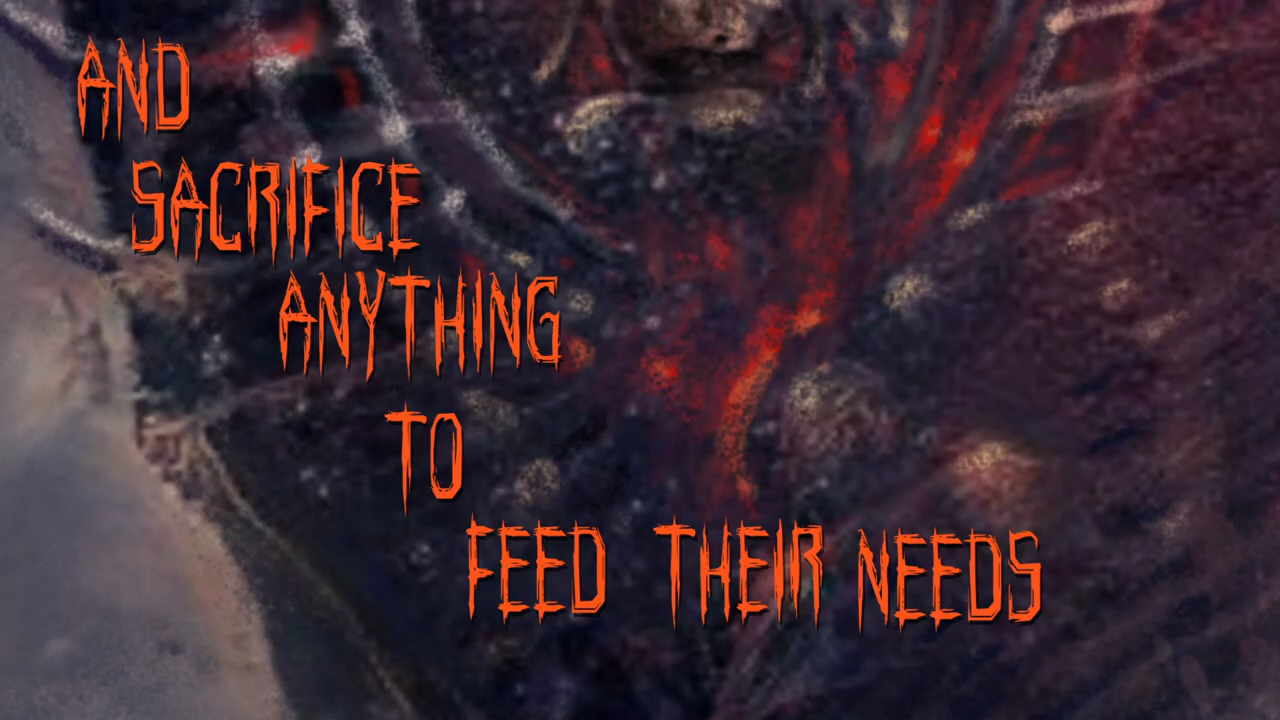 AND
SACRIFICE
ANYTHING
TO
FEED THEIR NEEDS